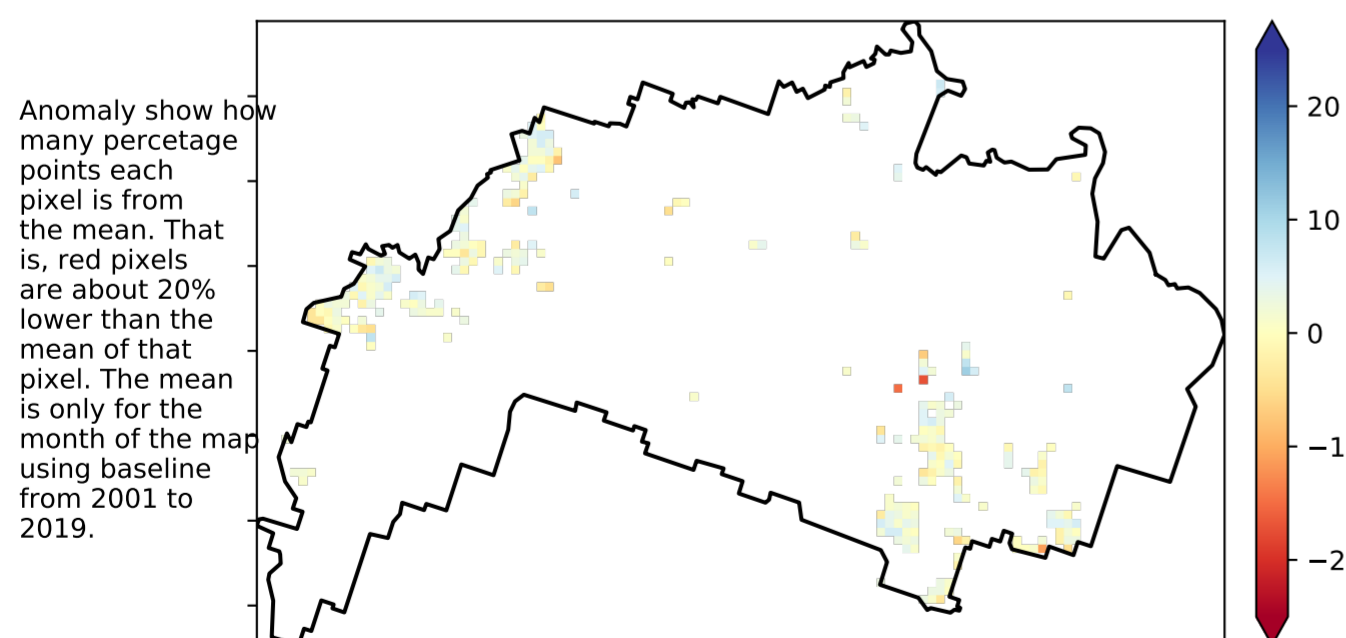 Anomaly show how
many percetage
points each
pixel is from
the mean. That
is, red pixels
are about 20%
lower than the
mean of that
pixel. The mean
is only for the
month of the map
using baseline
from 2001 to
2019.
20
10
0
−1
−2